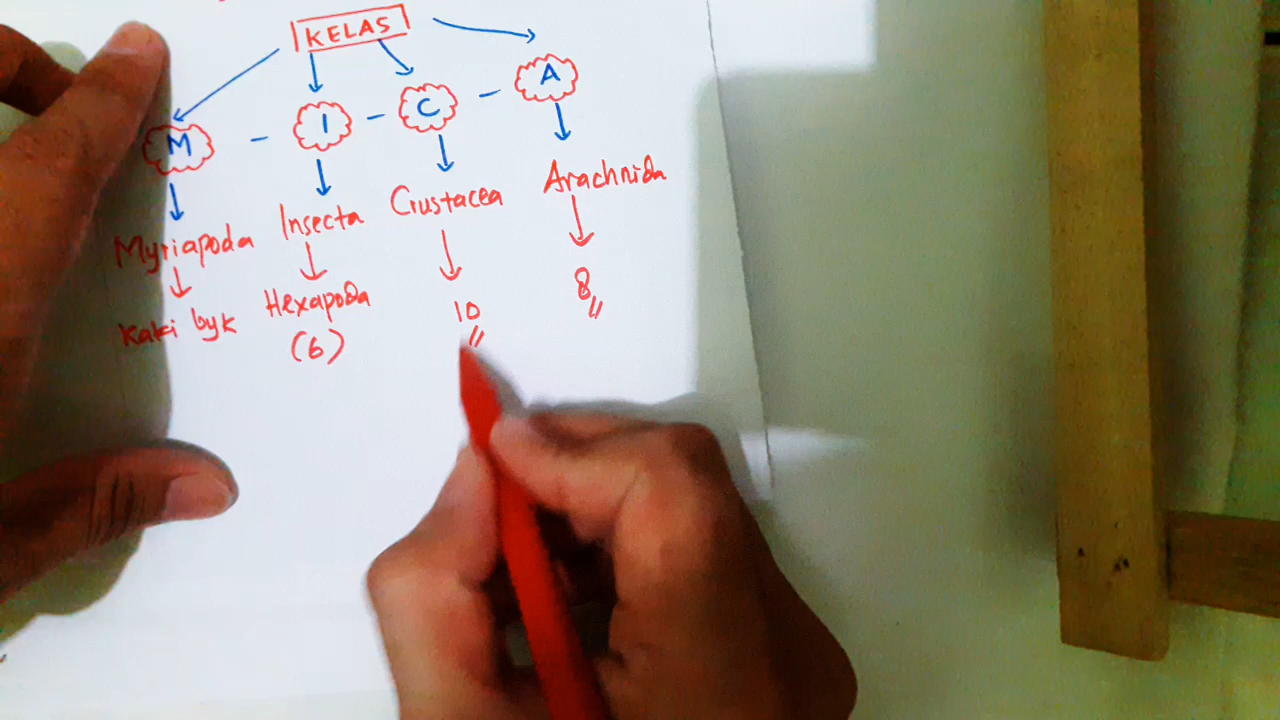 KELAS
M - I - C - A
Myriapoda Insecta Crustacea Arachnida
Kaki byk Hexapoda 10 8
(6)